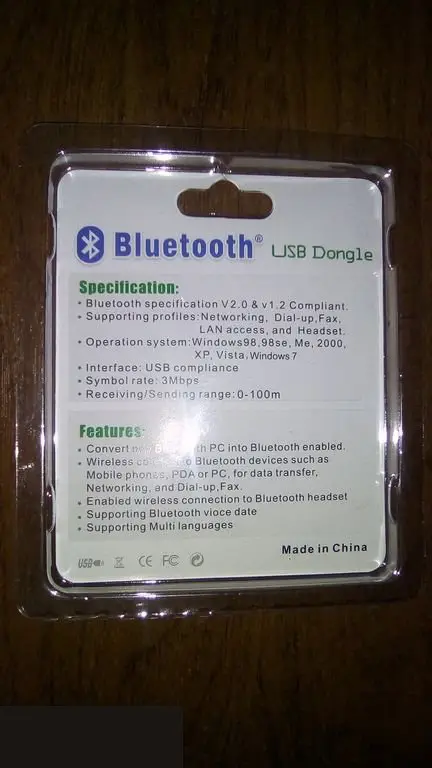 Bluetooth® USB Dongle
Specification:
• Bluetooth specification V2.0 & v1.2 Compliant.
• Supporting profiles:Networking, Dial-up,Fax,
LAN access, and Headset.
• Operation system:Windows98,98se, Me, 2000,
XP, Vista, Windows 7
• Interface: USB compliance
• Symbol rate: 3Mbps
• Receiving/Sending range: 0-100m
Features:
• Convert PC into Bluetooth enabled.
• Wireless to Bluetooth devices such as
Mobile phones, PDA or PC, for data transfer,
Networking, and Dial-up,Fax.
• Enabled wireless connection to Bluetooth headset
• Supporting Bluetooth vioce date
• Supporting Multi languages
Made in China
USB CE FC